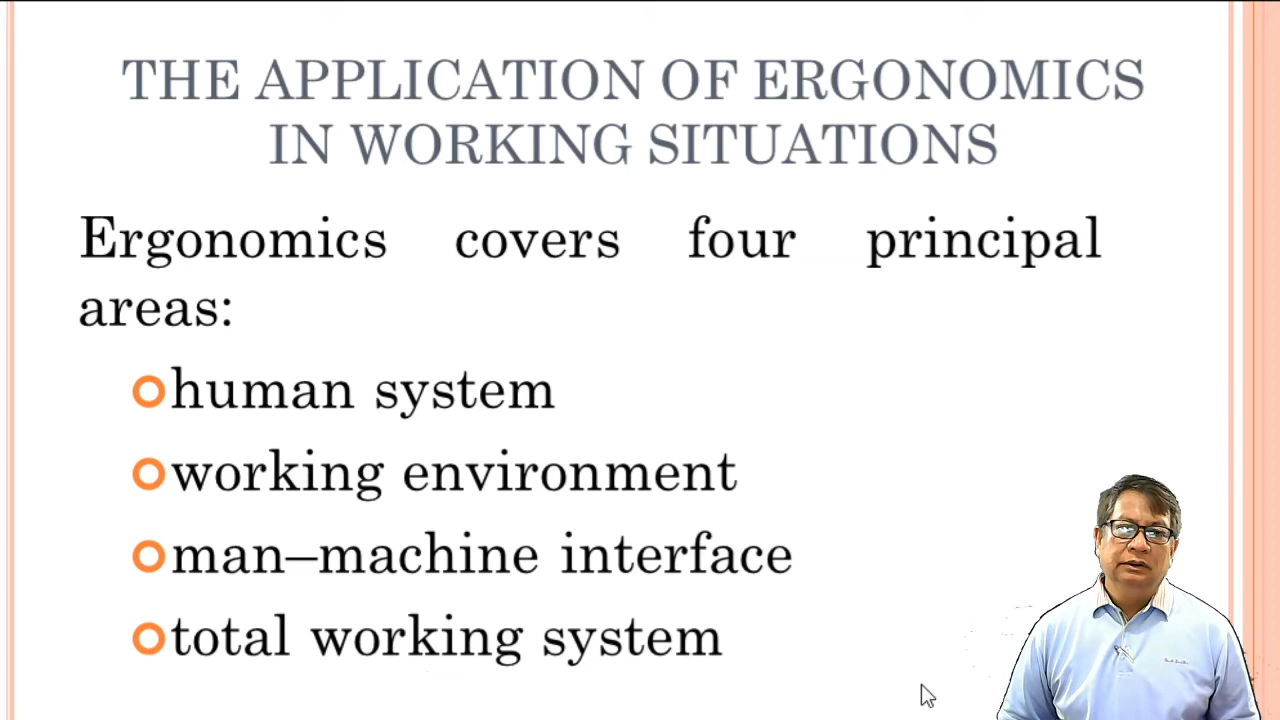 THE APPLICATION OF ERGONOMICS
IN WORKING SITUATIONS
Ergonomics covers four principal
areas:
human system
working environment
man–machine interface
total working system